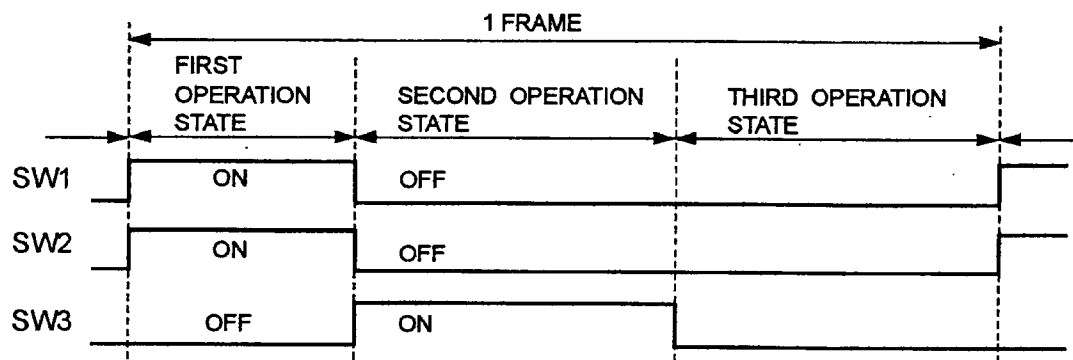 1 FRAME
FIRST
OPERATION
STATE
SECOND OPERATION
STATE
THIRD OPERATION
STATE
SW1 ON OFF
SW2 ON OFF
SW3 OFF ON